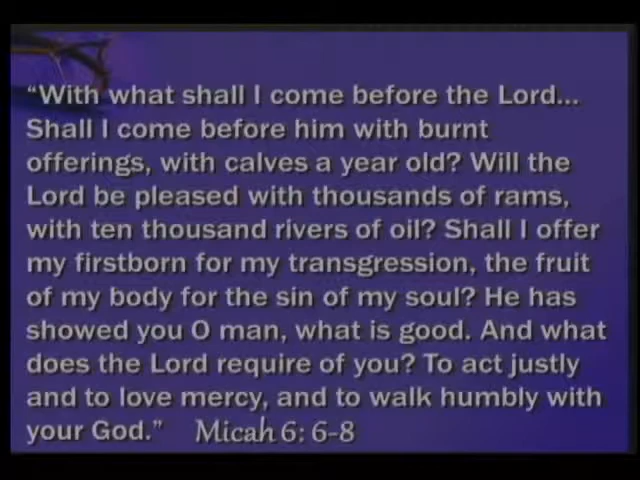 “With what shall I come before the Lord...
Shall I come before him with burnt
offerings, with calves a year old? Will the
Lord be pleased with thousands of rams,
with ten thousand rivers of oil? Shall I offer
my firstborn for my transgression, the fruit
of my body for the sin of my soul? He has
showed you O man, what is good. And what
does the Lord require of you? To act justly
and to love mercy, and to walk humbly with
your God.” Micah 6: 6-8